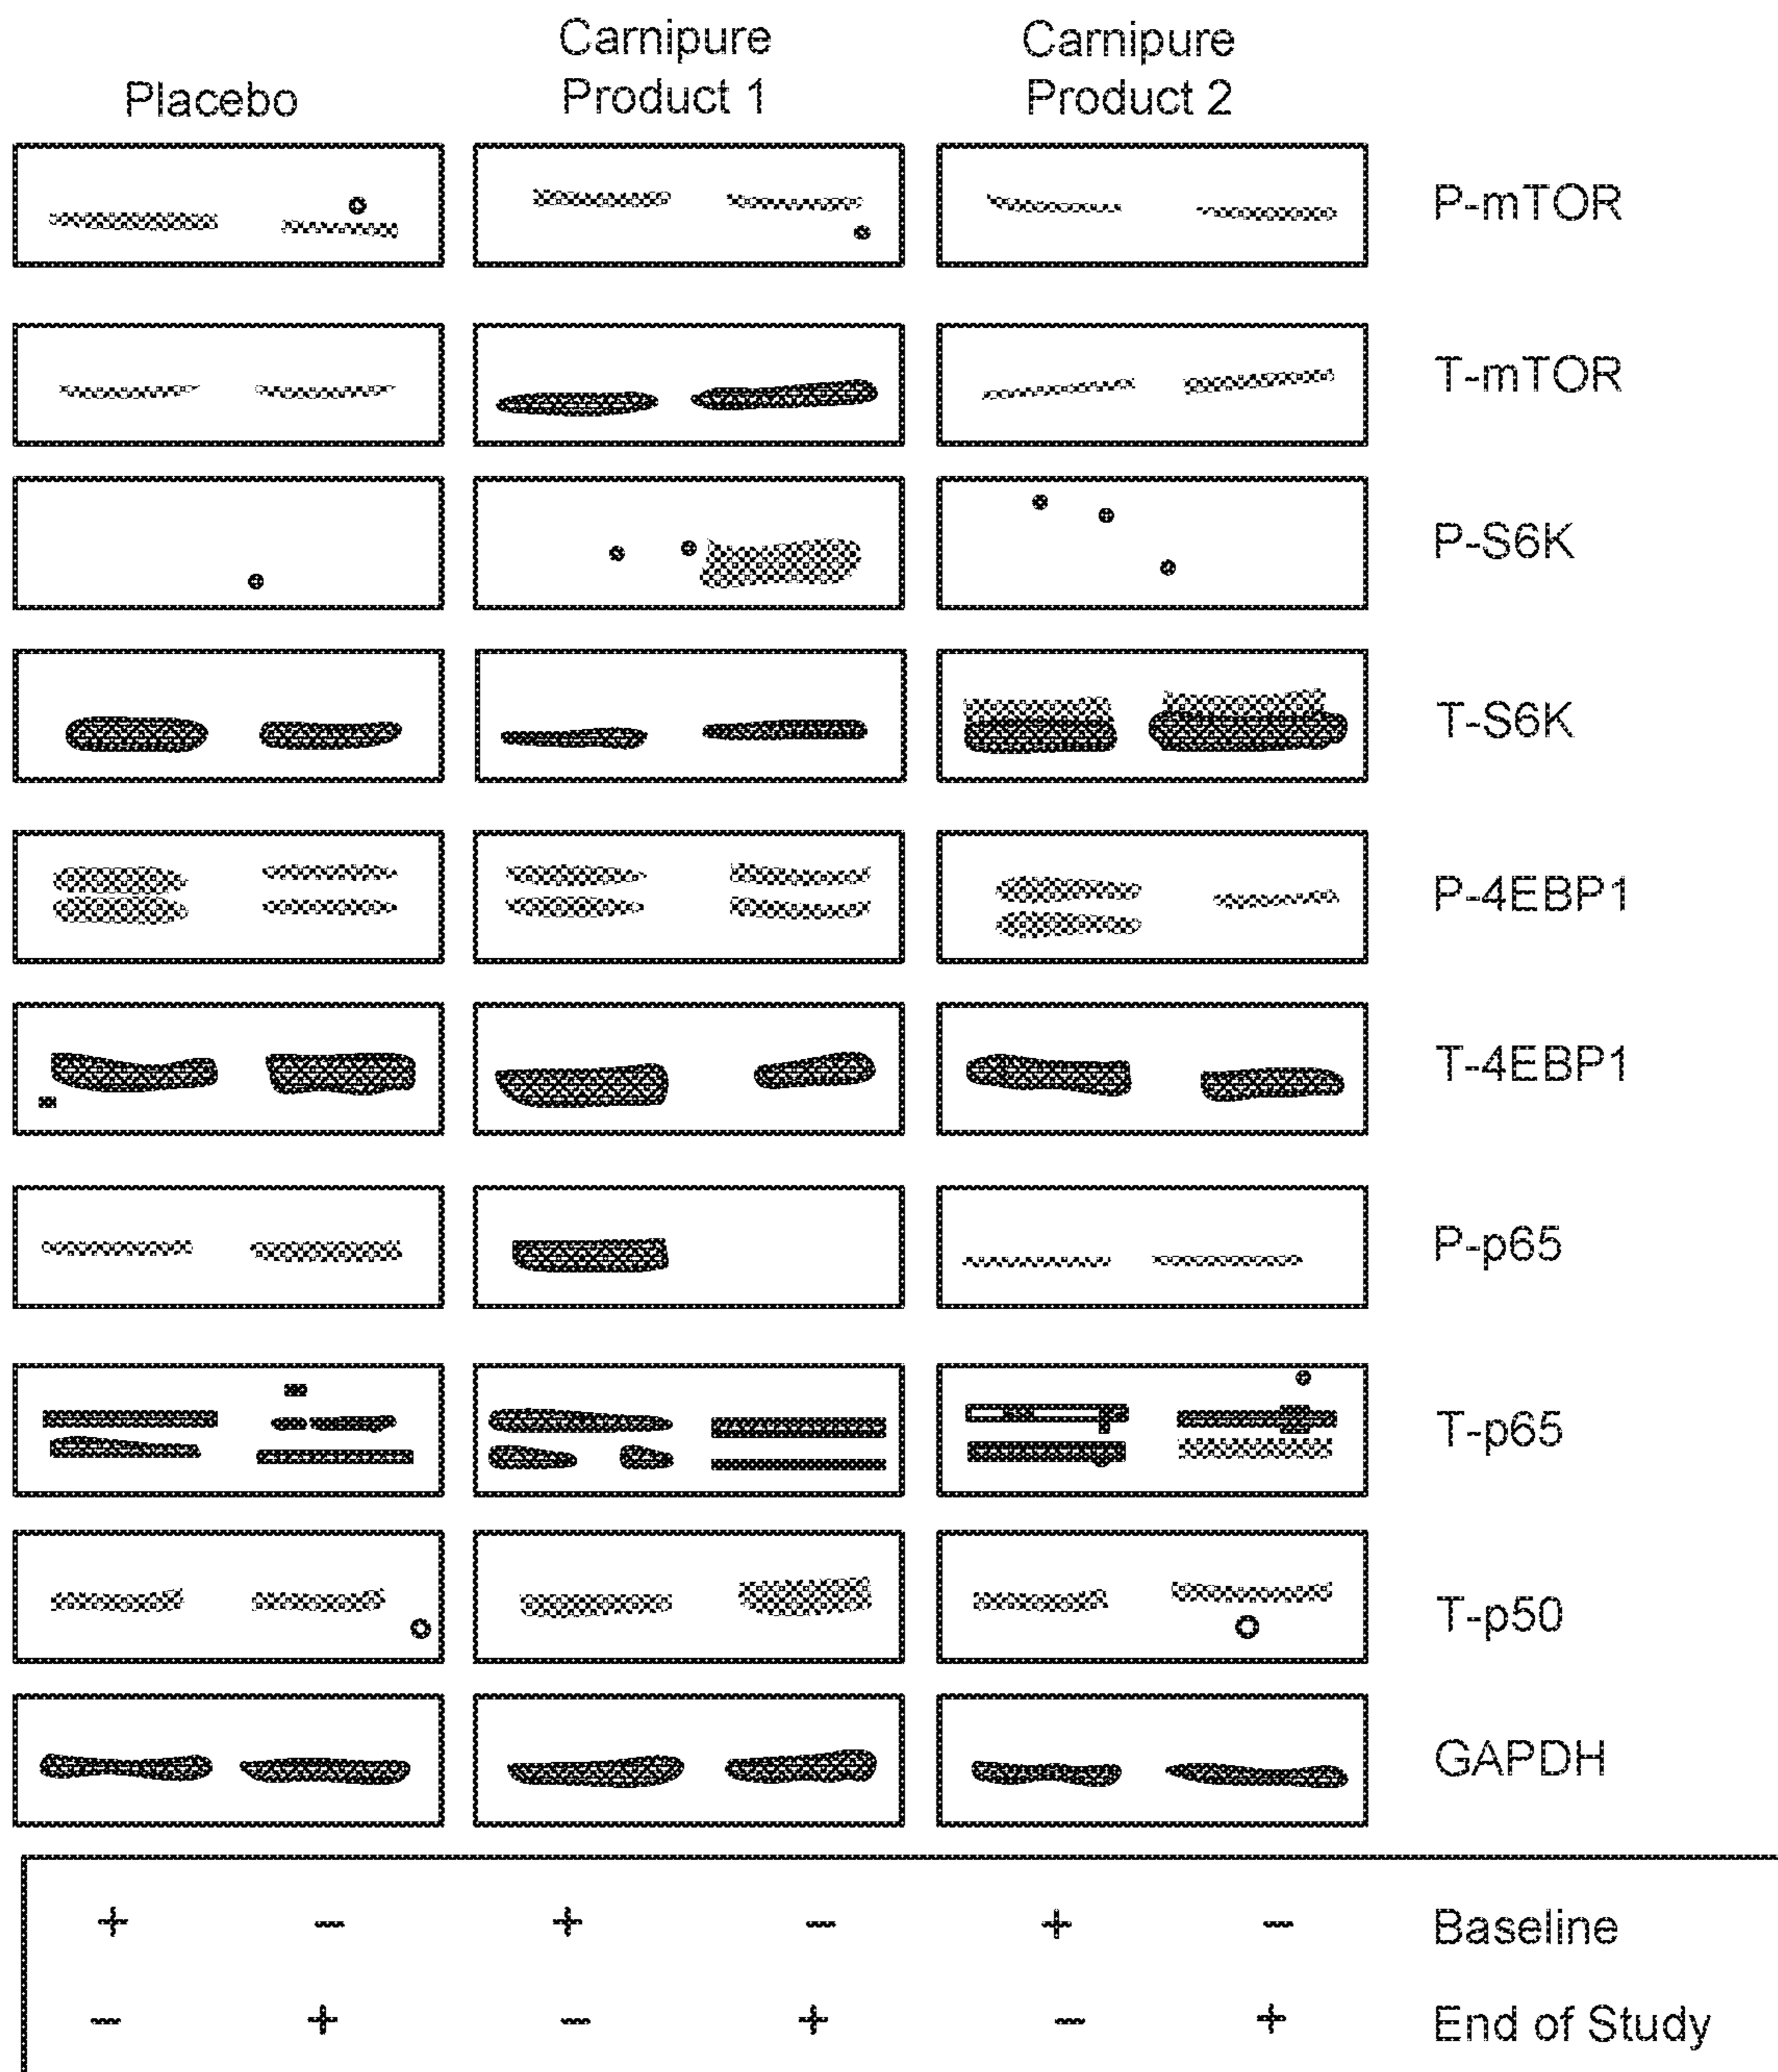 Placebo
Carnipure
Product 1
Carnipure
Product 2
P-mTOR
T-mTOR
P-S6K
T-S6K
P-4EBP1
T-4EBP1
P-p65
T-p65
T-p50
GAPDH
+ − + − + − Baseline
− + − + − + End of Study